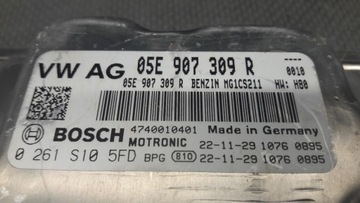 VW AG 05E 907 309 R
05E 907 309 R BENZIN MG1CS211 0010
HW: H80
BOSCH 4740010401 Made in Germany
MOTRONIC 22-11-29 1076 0895
0 261 S10 5FD BPG 810 22-11-29 1076 0895